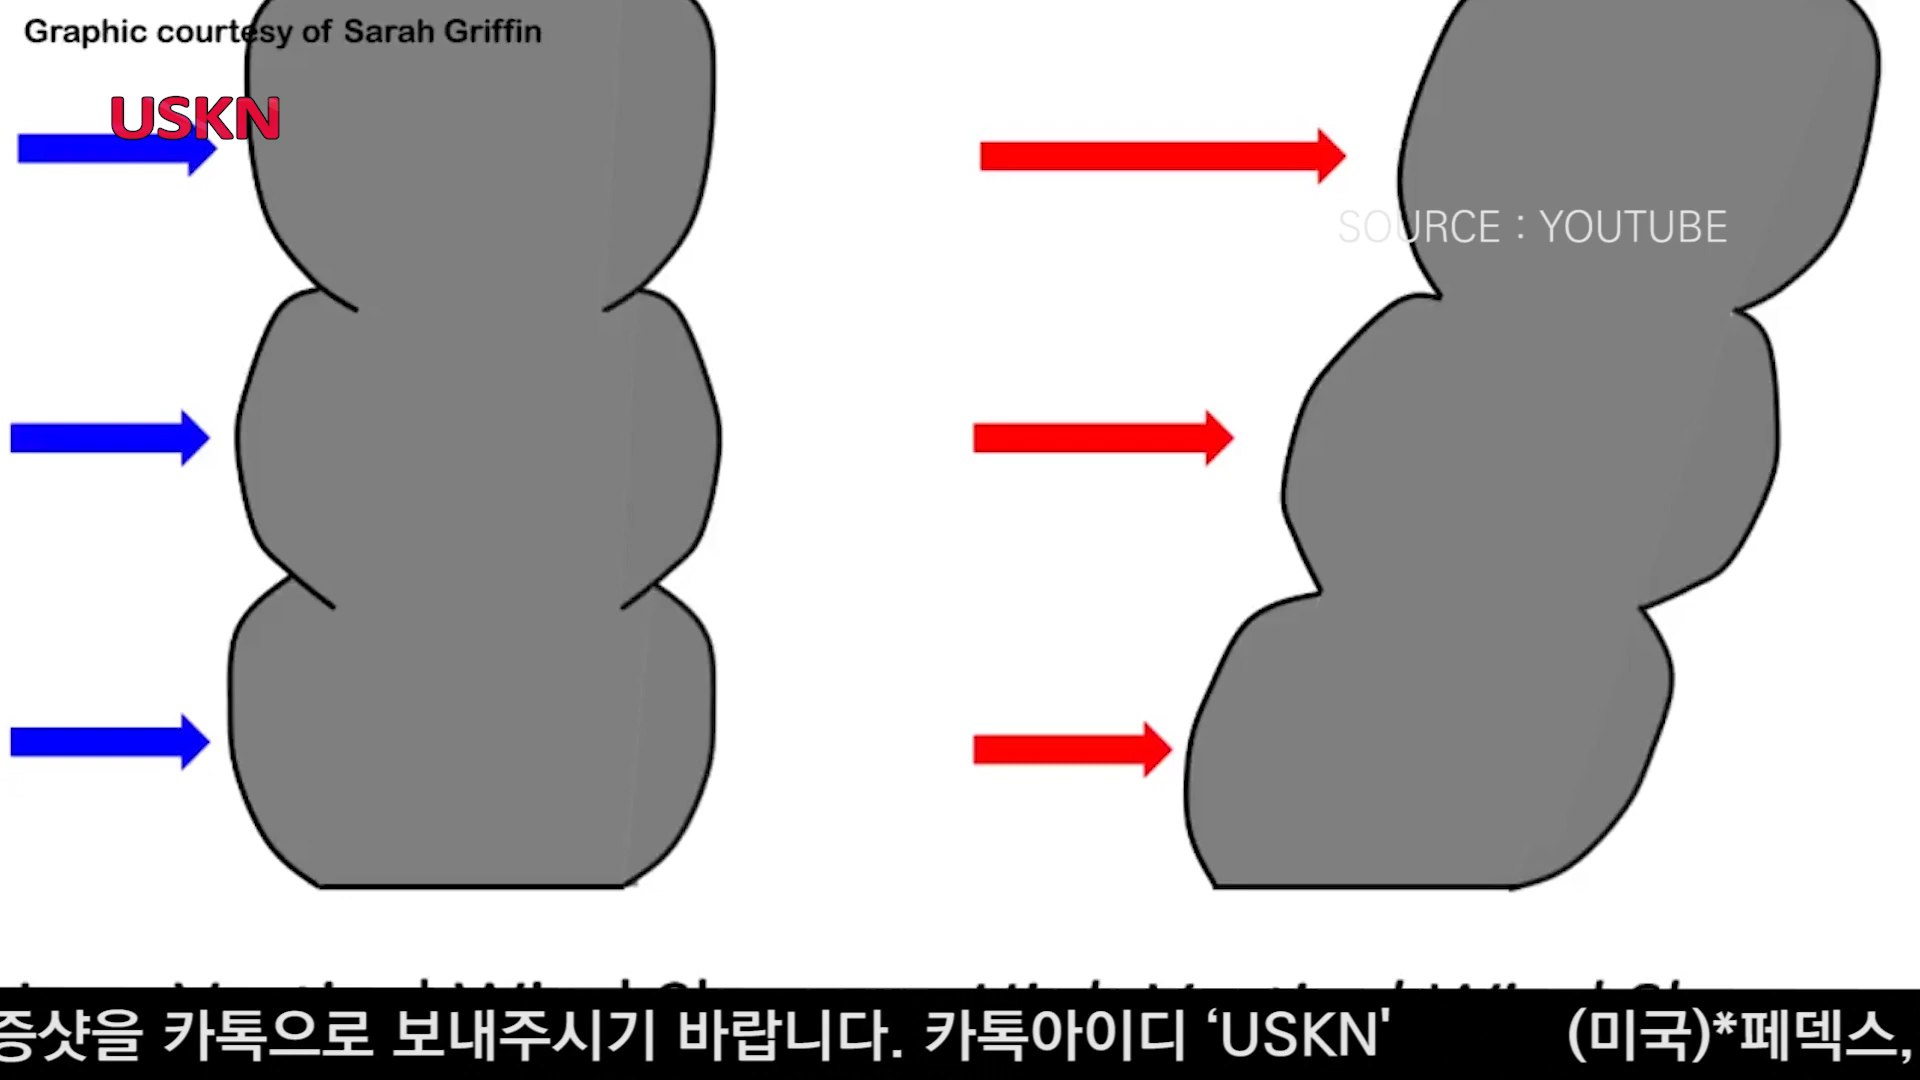 Graphic courtesy of Sarah Griffin
USKN
SOURCE : YOUTUBE
증샷을 카톡으로 보내주시기 바랍니다. 카톡아이디 ‘USKN' (미국)*페덱스,